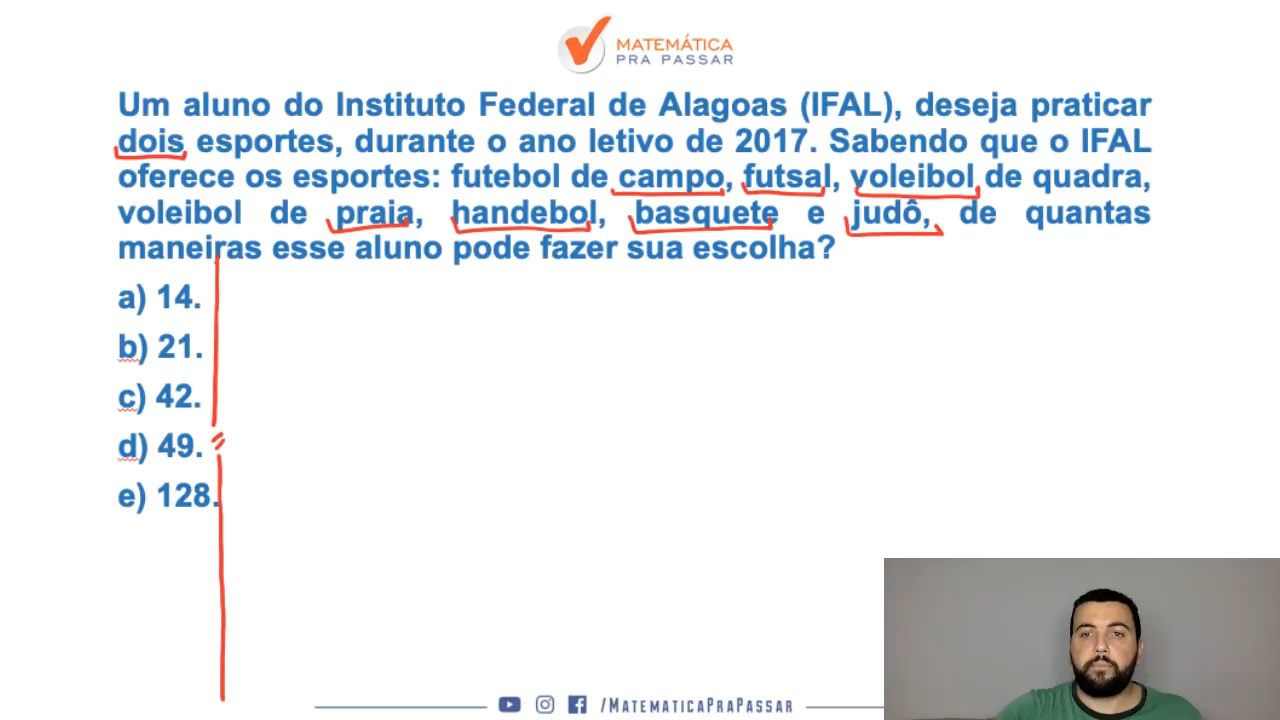 MATEMÁTICA
PRA PASSAR
Um aluno do Instituto Federal de Alagoas (IFAL), deseja praticar
dois esportes, durante o ano letivo de 2017. Sabendo que o IFAL
oferece os esportes: futebol de campo, futsal, voleibol de quadra,
voleibol de praia, handebol, basquete e judô, de quantas
maneiras esse aluno pode fazer sua escolha?
a) 14.
b) 21.
c) 42.
d) 49.
e) 128.
/MATEMATICAPRAPASSAR